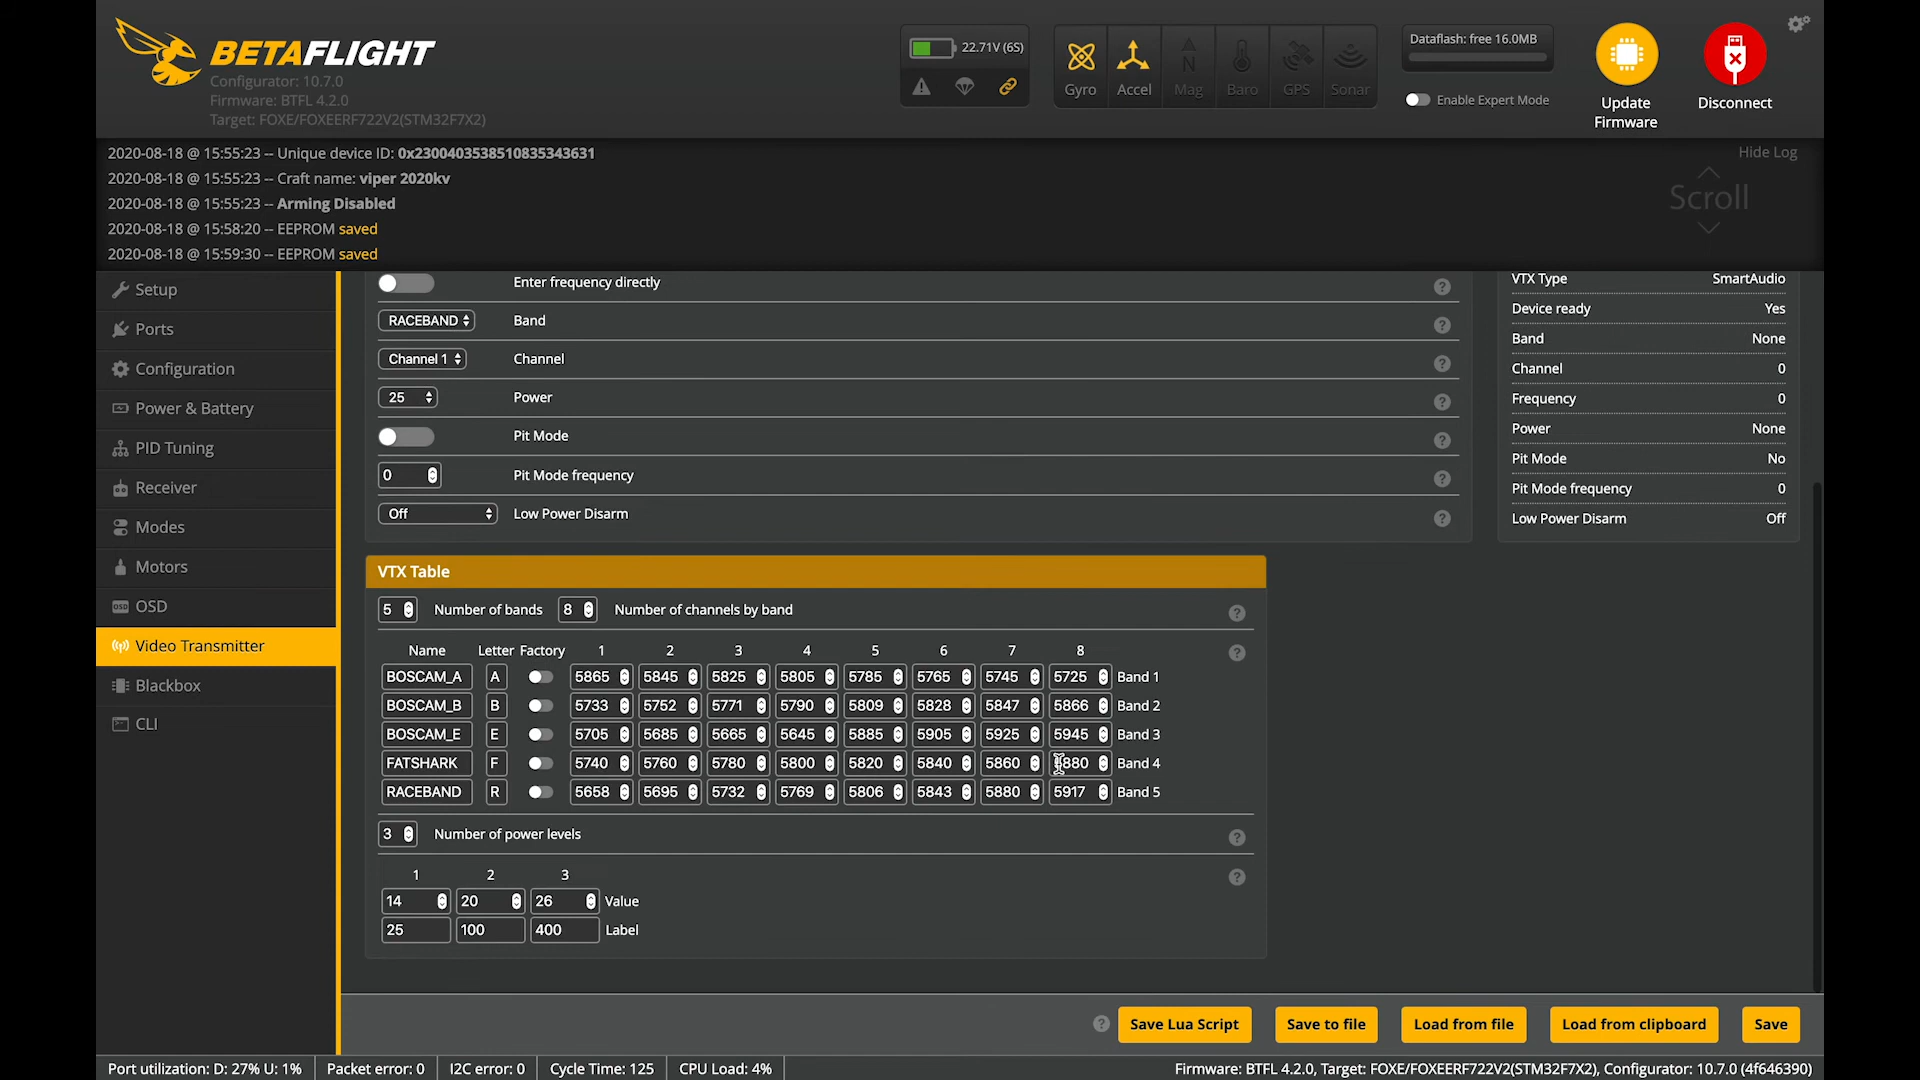 BETAFLIGHT
Configurator: 10.7.0
Firmware: BTFL 4.2.0
Target: FOXE/FOXEERF722V2(STM32F7X2)
22.71V (6S)
Gyro Accel Mag Baro GPS Sonar
Dataflash: free 16.0MB
Enable Expert Mode
Update Firmware
Disconnect
2020-08-18 @ 15:55:23 -- Unique device ID: 0x2300403538510835343631
2020-08-18 @ 15:55:23 -- Craft name: viper 2020kv
2020-08-18 @ 15:55:23 -- Arming Disabled
2020-08-18 @ 15:58:20 -- EEPROM saved
2020-08-18 @ 15:59:30 -- EEPROM saved
Hide Log
Scroll
Setup
Ports
Configuration
Power & Battery
PID Tuning
Receiver
Modes
Motors
OSD
Video Transmitter
Blackbox
CLI
Enter frequency directly
RACEBAND Band
Channel 1 Channel
25 Power
Pit Mode
0 Pit Mode frequency
Off Low Power Disarm
VTX Type SmartAudio
Device ready Yes
Band None
Channel 0
Frequency 0
Power None
Pit Mode No
Pit Mode frequency 0
Low Power Disarm Off
VTX Table
5 Number of bands 8 Number of channels by band
Name Letter Factory 1 2 3 4 5 6 7 8
BOSCAM_A A 5865 5845 5825 5805 5785 5765 5745 5725 Band 1
BOSCAM_B B 5733 5752 5771 5790 5809 5828 5847 5866 Band 2
BOSCAM_E E 5705 5685 5665 5645 5885 5905 5925 5945 Band 3
FATSHARK F 5740 5760 5780 5800 5820 5840 5860 5880 Band 4
RACEBAND R 5658 5695 5732 5769 5806 5843 5880 5917 Band 5
3 Number of power levels
1 2 3
14 20 26 Value
25 100 400 Label
Save Lua Script Save to file Load from file Load from clipboard Save
Port utilization: D: 27% U: 1% Packet error: 0 I2C error: 0 Cycle Time: 125 CPU Load: 4%
Firmware: BTFL 4.2.0, Target: FOXE/FOXEERF722V2(STM32F7X2), Configurator: 10.7.0 (4f646390)